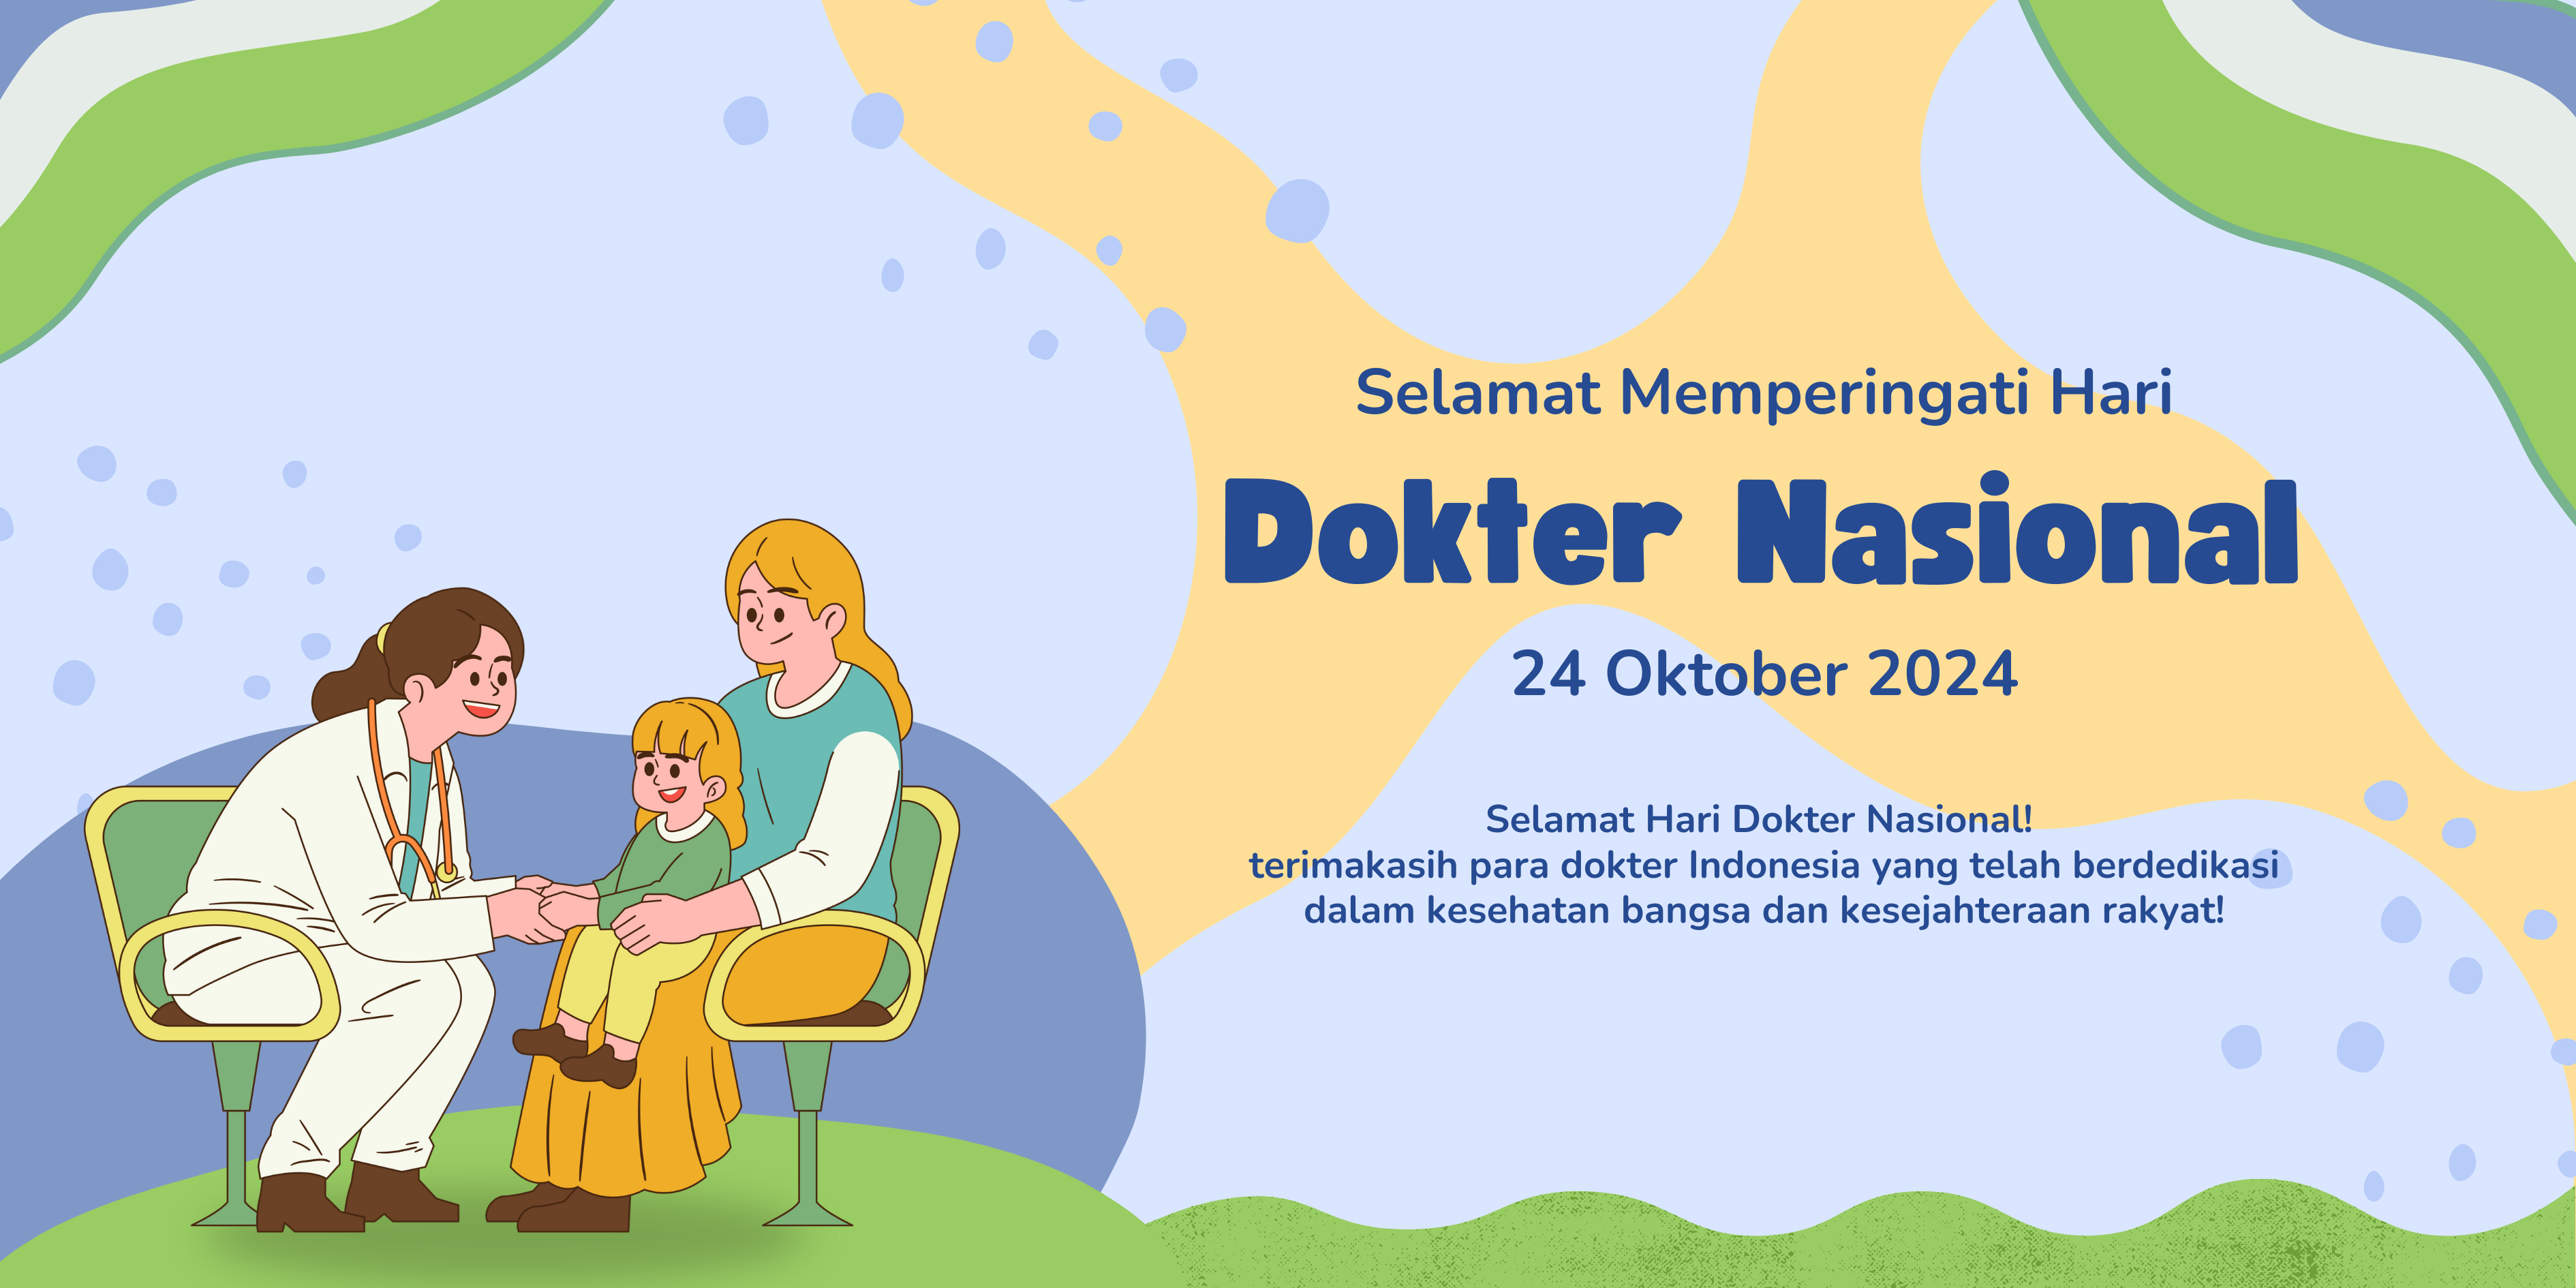 Selamat Memperingati Hari
Dokter Nasional
24 Oktober 2024
Selamat Hari Dokter Nasional!
terimakasih para dokter Indonesia yang telah berdedikasi
dalam kesehatan bangsa dan kesejahteraan rakyat!